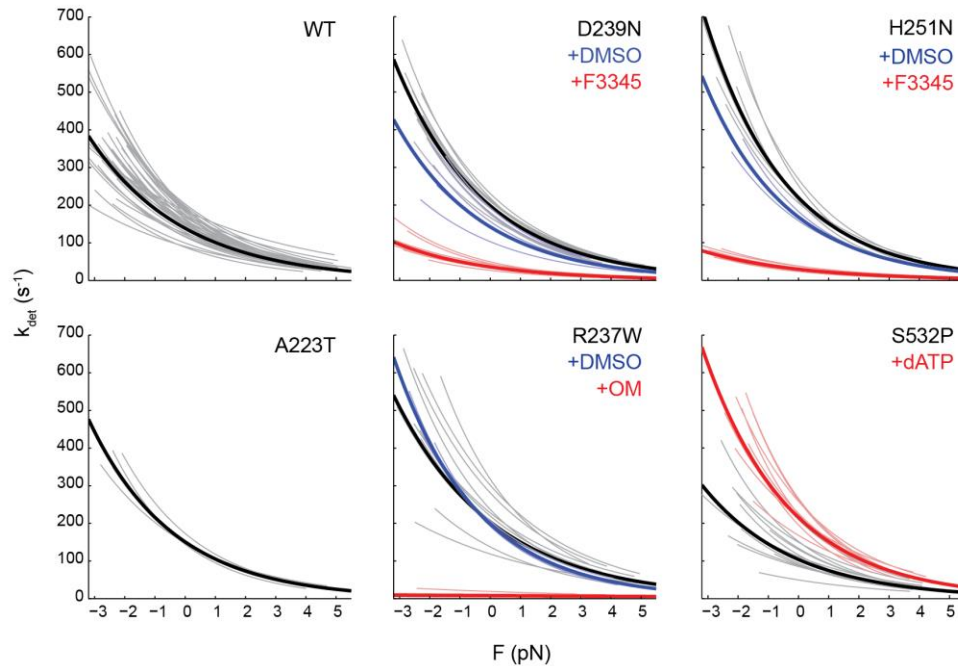 700
600
500
400
300
200
100
0
WT
D239N
+DMSO
+F3345
H251N
+DMSO
+F3345
k_det (s⁻¹)
700
600
500
400
300
200
100
0
A223T
R237W
+DMSO
+OM
S532P
+dATP
−3 −2 −1 0 1 2 3 4 5
−3 −2 −1 0 1 2 3 4 5
−3 −2 −1 0 1 2 3 4 5
F (pN)